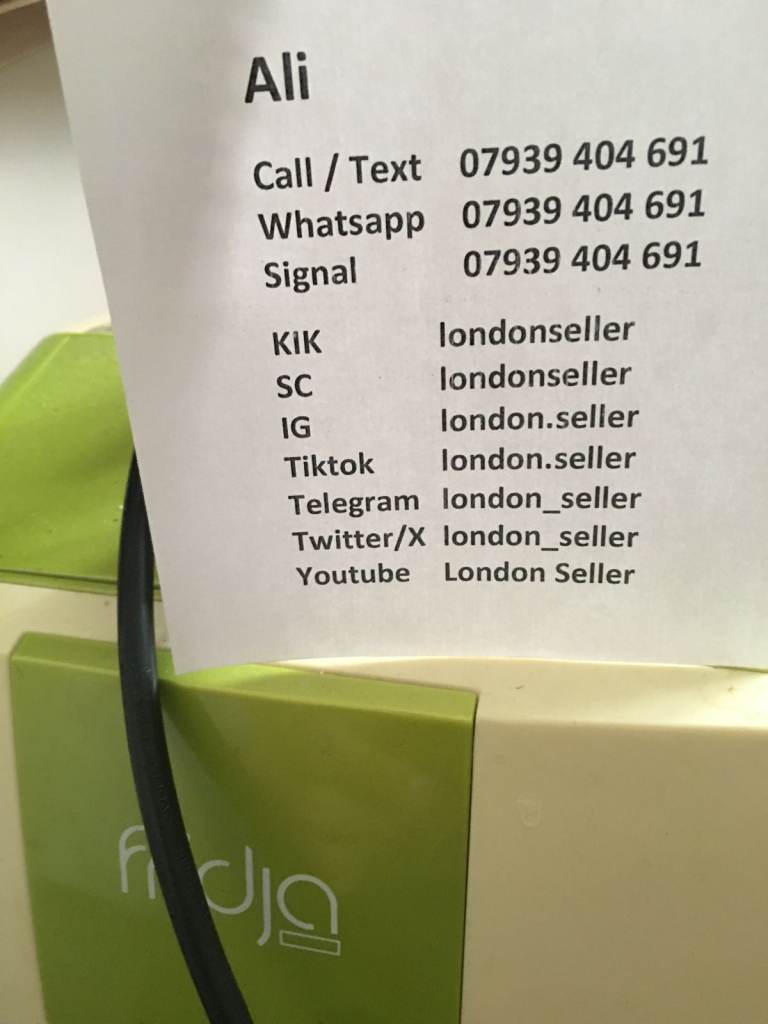 Ali
Call / Text 07939 404 691
Whatsapp 07939 404 691
Signal 07939 404 691
KIK londonseller
SC londonseller
IG london.seller
Tiktok london.seller
Telegram london_seller
Twitter/X london_seller
Youtube London Seller
fridja